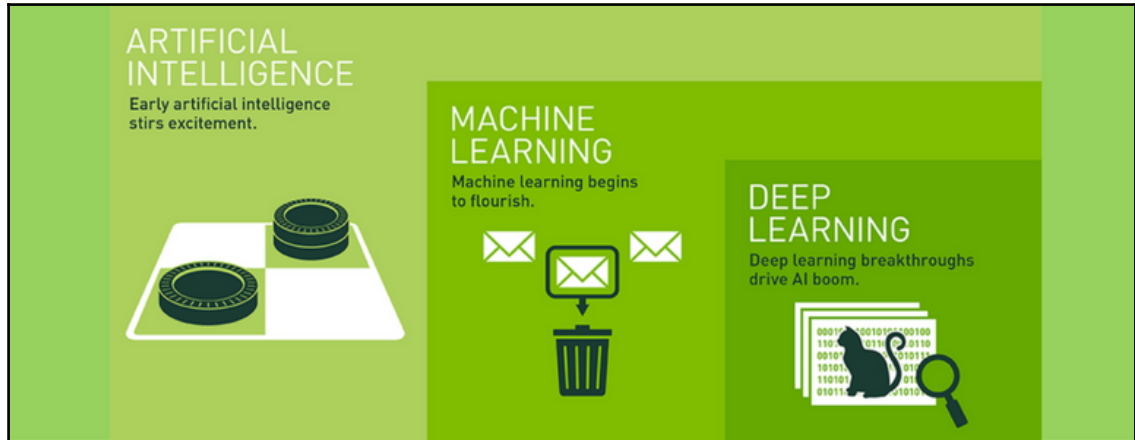 ARTIFICIAL
INTELLIGENCE
Early artificial intelligence
stirs excitement.
MACHINE
LEARNING
Machine learning begins
to flourish.
DEEP
LEARNING
Deep learning breakthroughs
drive AI boom.